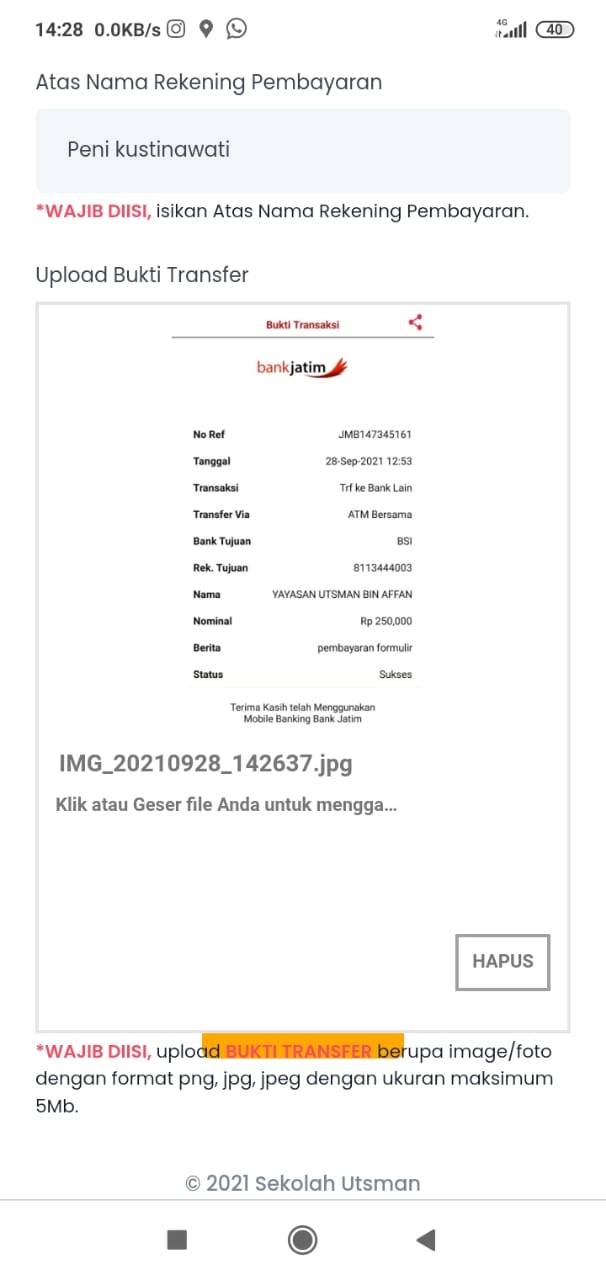 14:28 0.0KB/s 4G 40
Atas Nama Rekening Pembayaran
Peni kustinawati
*WAJIB DIISI, isikan Atas Nama Rekening Pembayaran.
Upload Bukti Transfer
Bukti Transaksi
bankjatim
No Ref JMB147345161
Tanggal 28-Sep-2021 12:53
Transaksi Trf ke Bank Lain
Transfer Via ATM Bersama
Bank Tujuan BSI
Rek. Tujuan 8113444003
Nama YAYASAN UTSMAN BIN AFFAN
Nominal Rp 250,000
Berita pembayaran formulir
Status Sukses
Terima Kasih telah Menggunakan
Mobile Banking Bank Jatim
IMG_20210928_142637.jpg
Klik atau Geser file Anda untuk mengga...
HAPUS
*WAJIB DIISI, upload BUKTI TRANSFER berupa image/foto
dengan format png, jpg, jpeg dengan ukuran maksimum
5Mb.
© 2021 Sekolah Utsman